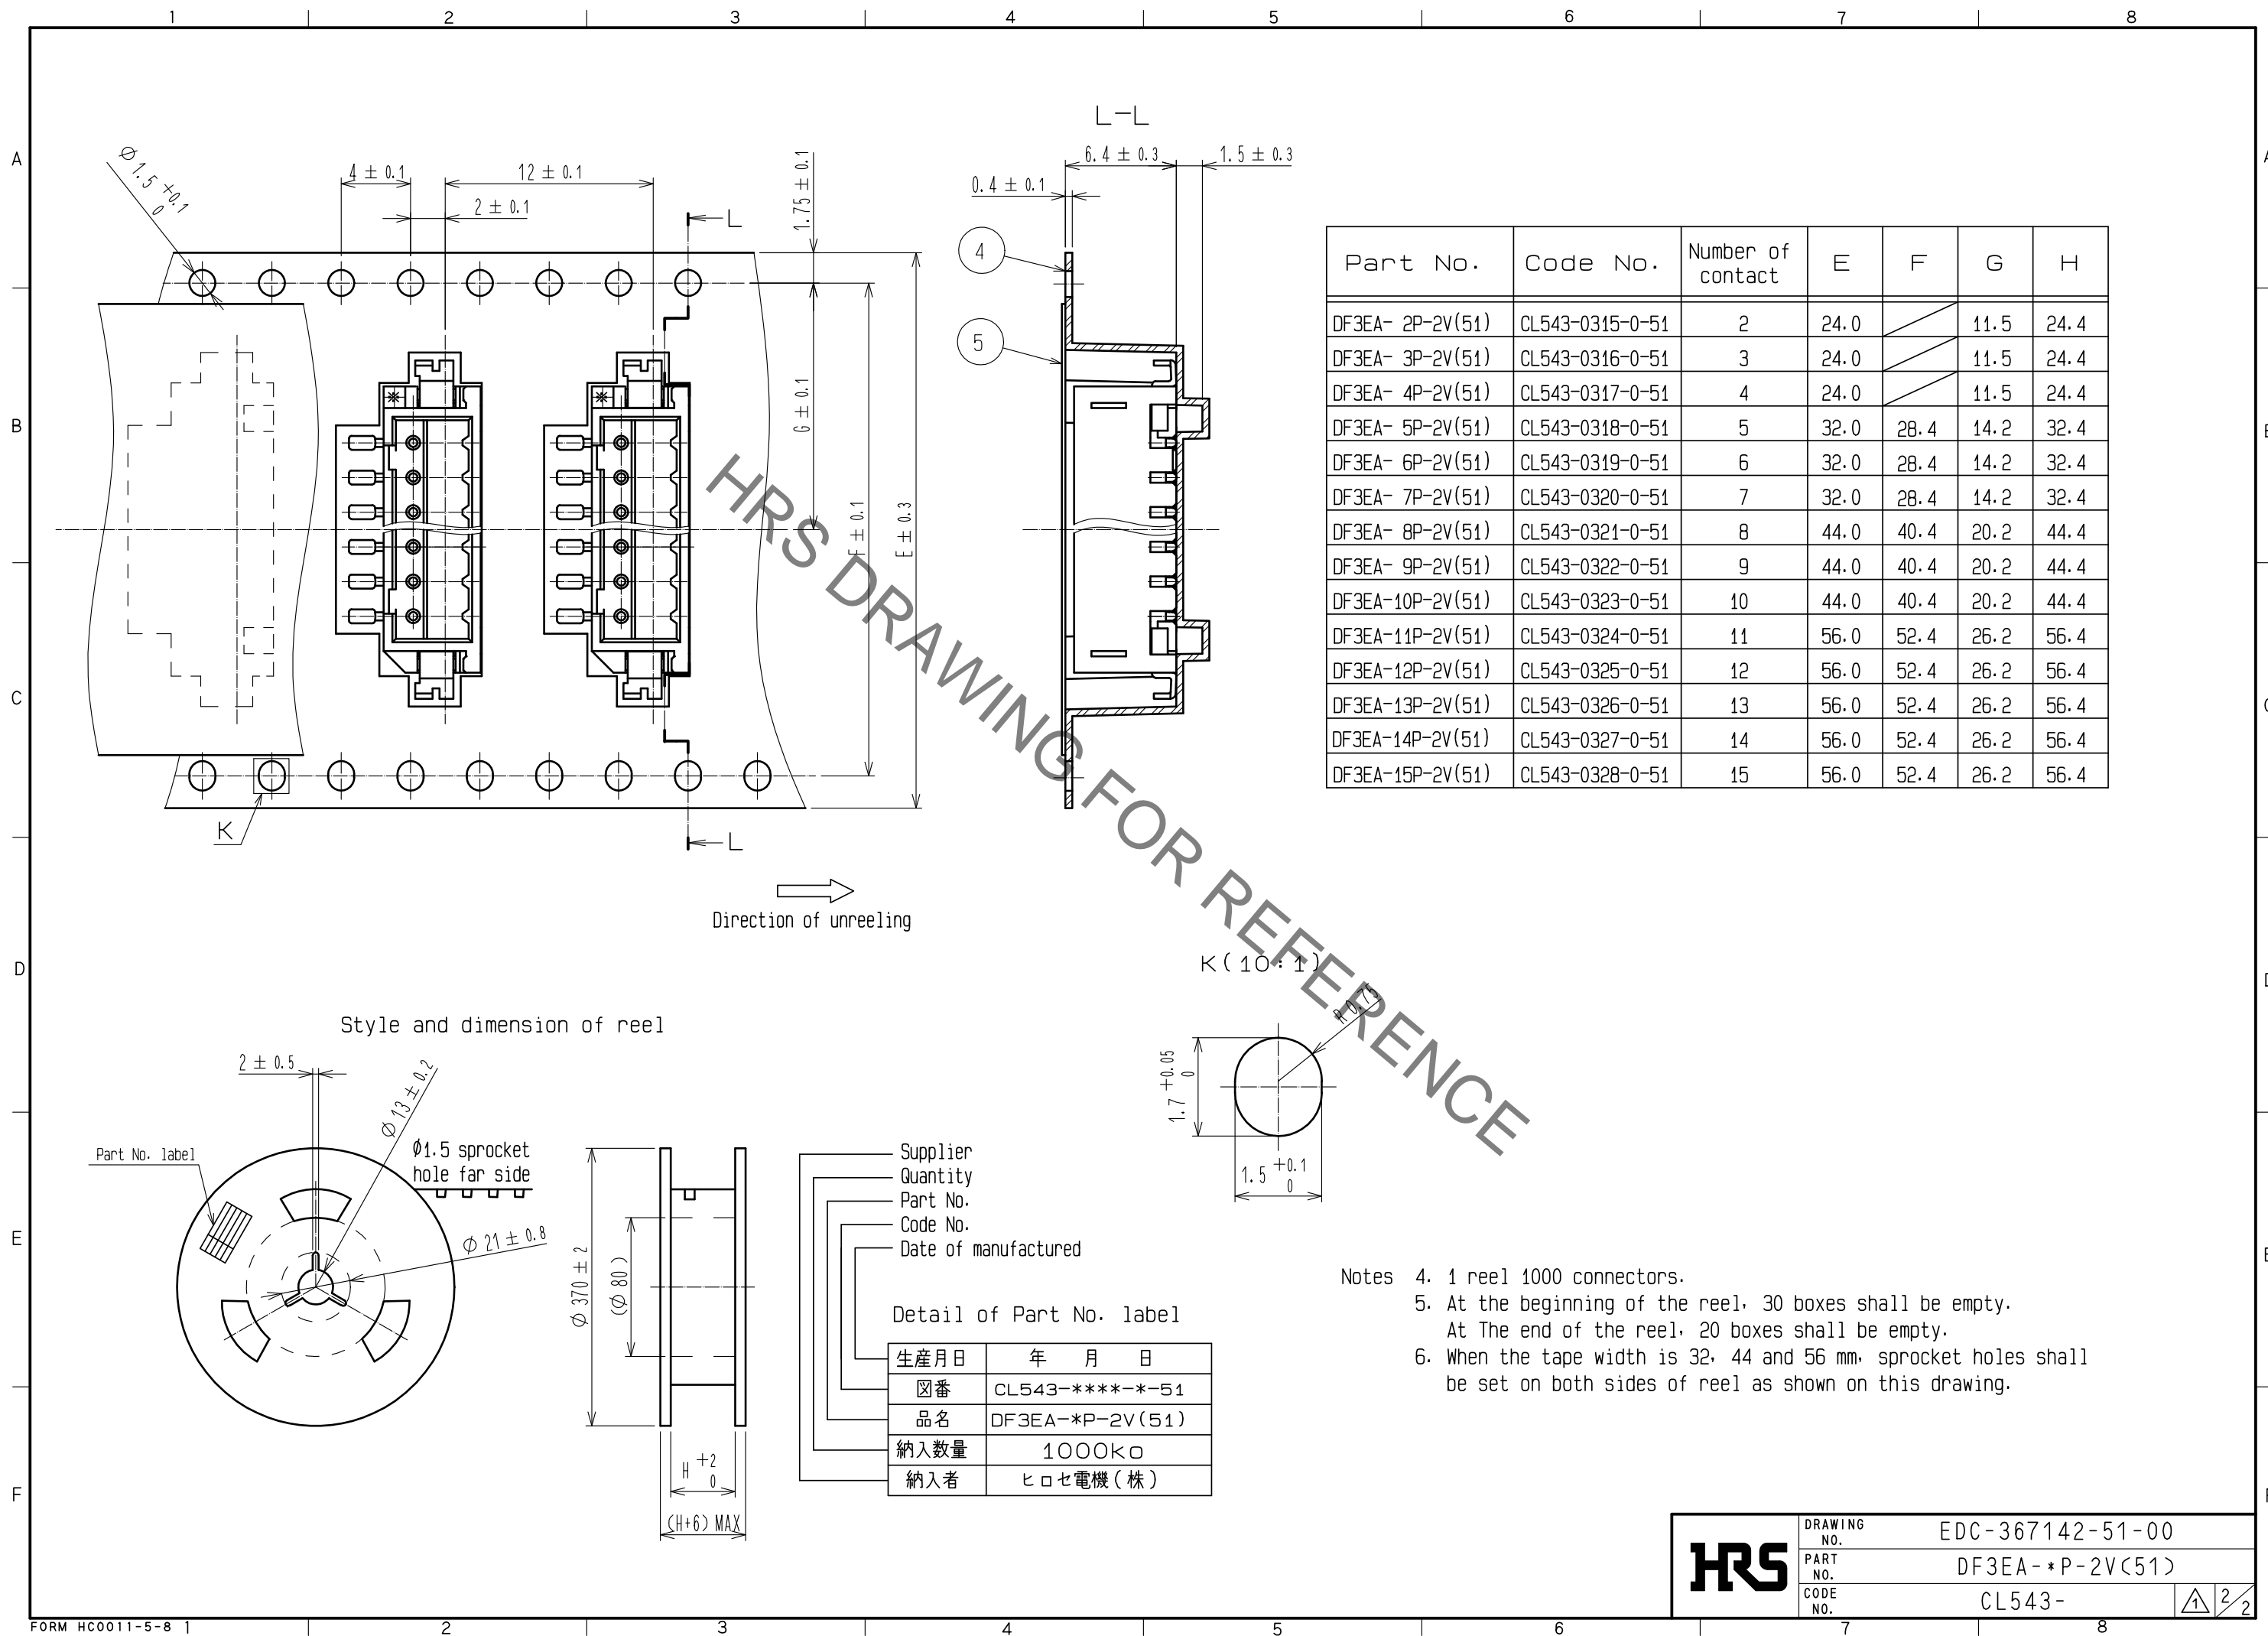 1 2 3 4 5 6 7 8
A
B
C
D
E
F
A
B
C
D
E
F
Ø1.5 +0.1 0
4±0.1
12±0.1
2±0.1
1.75±0.1
L
G±0.1
F±0.1
E±0.3
※
※
K
L
Direction of unreeling
L-L
6.4±0.3
1.5±0.3
0.4±0.1
4
5
Part No. Code No. Number of contact E F G H
DF3EA- 2P-2V(51) CL543-0315-0-51 2 24.0 11.5 24.4
DF3EA- 3P-2V(51) CL543-0316-0-51 3 24.0 11.5 24.4
DF3EA- 4P-2V(51) CL543-0317-0-51 4 24.0 11.5 24.4
DF3EA- 5P-2V(51) CL543-0318-0-51 5 32.0 28.4 14.2 32.4
DF3EA- 6P-2V(51) CL543-0319-0-51 6 32.0 28.4 14.2 32.4
DF3EA- 7P-2V(51) CL543-0320-0-51 7 32.0 28.4 14.2 32.4
DF3EA- 8P-2V(51) CL543-0321-0-51 8 44.0 40.4 20.2 44.4
DF3EA- 9P-2V(51) CL543-0322-0-51 9 44.0 40.4 20.2 44.4
DF3EA-10P-2V(51) CL543-0323-0-51 10 44.0 40.4 20.2 44.4
DF3EA-11P-2V(51) CL543-0324-0-51 11 56.0 52.4 26.2 56.4
DF3EA-12P-2V(51) CL543-0325-0-51 12 56.0 52.4 26.2 56.4
DF3EA-13P-2V(51) CL543-0326-0-51 13 56.0 52.4 26.2 56.4
DF3EA-14P-2V(51) CL543-0327-0-51 14 56.0 52.4 26.2 56.4
DF3EA-15P-2V(51) CL543-0328-0-51 15 56.0 52.4 26.2 56.4
HRS DRAWING FOR REFERENCE
K(10:1)
R0.75
1.7 +0.05 0
1.5 +0.1 0
Style and dimension of reel
2±0.5
Ø13±0.2
Part No. label
Ø1.5 sprocket
hole far side
Ø21±0.8
Ø370±2
(Ø80)
H +2 0
(H+6)MAX
Supplier
Quantity
Part No.
Code No.
Date of manufactured
Detail of Part No. label
生産月日 年 月 日
図番 CL543-****-*-51
品名 DF3EA-*P-2V(51)
納入数量 1000ko
納入者 ヒロセ電機(株)
Notes 4. 1 reel 1000 connectors.
5. At the beginning of the reel, 30 boxes shall be empty.
At The end of the reel, 20 boxes shall be empty.
6. When the tape width is 32, 44 and 56 mm, sprocket holes shall
be set on both sides of reel as shown on this drawing.
HRS
DRAWING NO. EDC-367142-51-00
PART NO. DF3EA-*P-2V(51)
CODE NO. CL543- 1 2/2
FORM HC0011-5-8 1 2 3 4 5 6 7 8